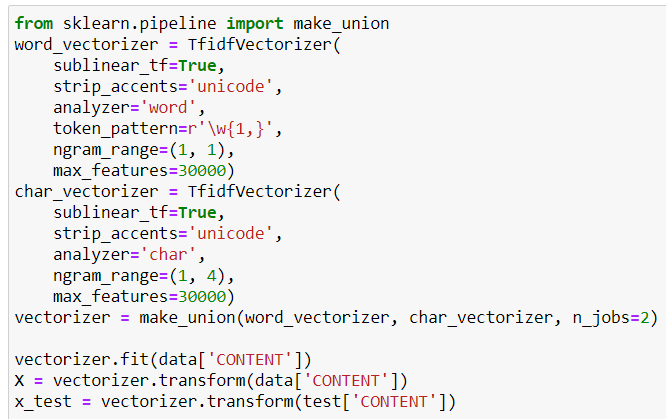 from sklearn.pipeline import make_union
word_vectorizer = TfidfVectorizer(
    sublinear_tf=True,
    strip_accents='unicode',
    analyzer='word',
    token_pattern=r'\w{1,}',
    ngram_range=(1, 1),
    max_features=30000)
char_vectorizer = TfidfVectorizer(
    sublinear_tf=True,
    strip_accents='unicode',
    analyzer='char',
    ngram_range=(1, 4),
    max_features=30000)
vectorizer = make_union(word_vectorizer, char_vectorizer, n_jobs=2)

vectorizer.fit(data['CONTENT'])
X = vectorizer.transform(data['CONTENT'])
x_test = vectorizer.transform(test['CONTENT'])